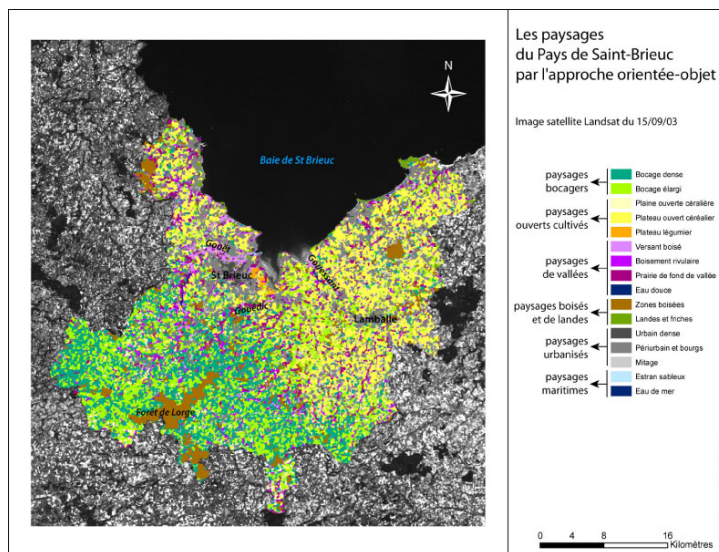 Les paysages
du Pays de Saint-Brieuc
par l'approche orientée-objet
Image satellite Landsat du 15/09/03
N
Baie de St Brieuc
Gouët
St Brieuc
Gouessant
Gouëdic
Lamballe
Forêt de Lorge
paysages
bocagers
Bocage dense
Bocage élargi
paysages
ouverts cultivés
Plaine ouverte céralière
Plateau ouvert céréalier
Plateau légumier
paysages
de vallées
Versant boisé
Boisement rivulaire
Prairie de fond de vallée
Eau douce
paysages boisés
et de landes
Zones boisées
Landes et friches
paysages
urbanisés
Urbain dense
Périurbain et bourgs
Mitage
paysages
maritimes
Estran sableux
Eau de mer
0 4 8 16
Kilomètres